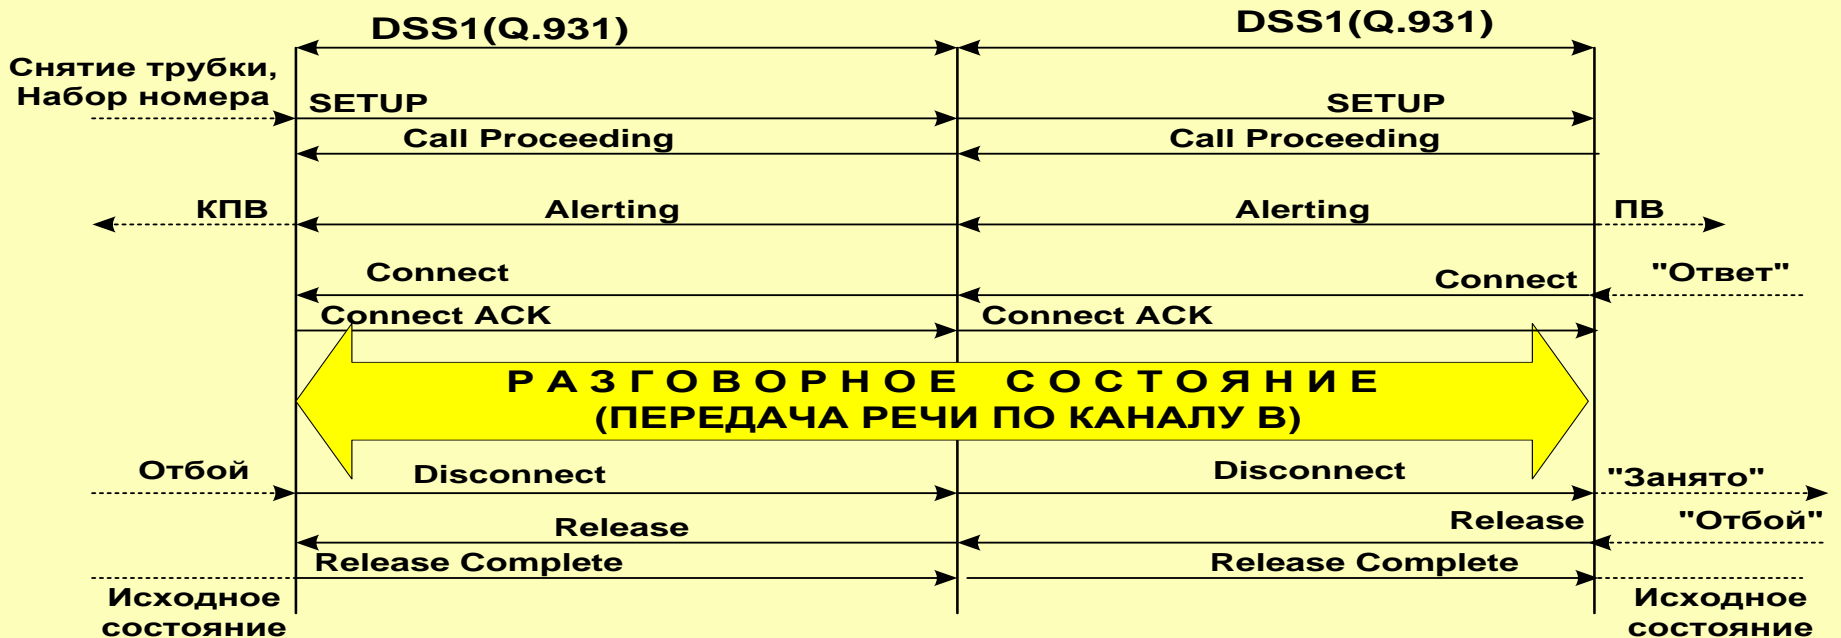 DSS1(Q.931)
DSS1(Q.931)
Снятие трубки,
Набор номера
SETUP
SETUP
Call Proceeding
Call Proceeding
КПВ
Alerting
Alerting
ПВ
Connect
Connect
"Ответ"
Connect ACK
Connect ACK
РАЗГОВОРНОЕ СОСТОЯНИЕ
(ПЕРЕДАЧА РЕЧИ ПО КАНАЛУ В)
Отбой
Disconnect
Disconnect
"Занято"
Release
Release
"Отбой"
Release Complete
Release Complete
Исходное
состояние
Исходное
состояние